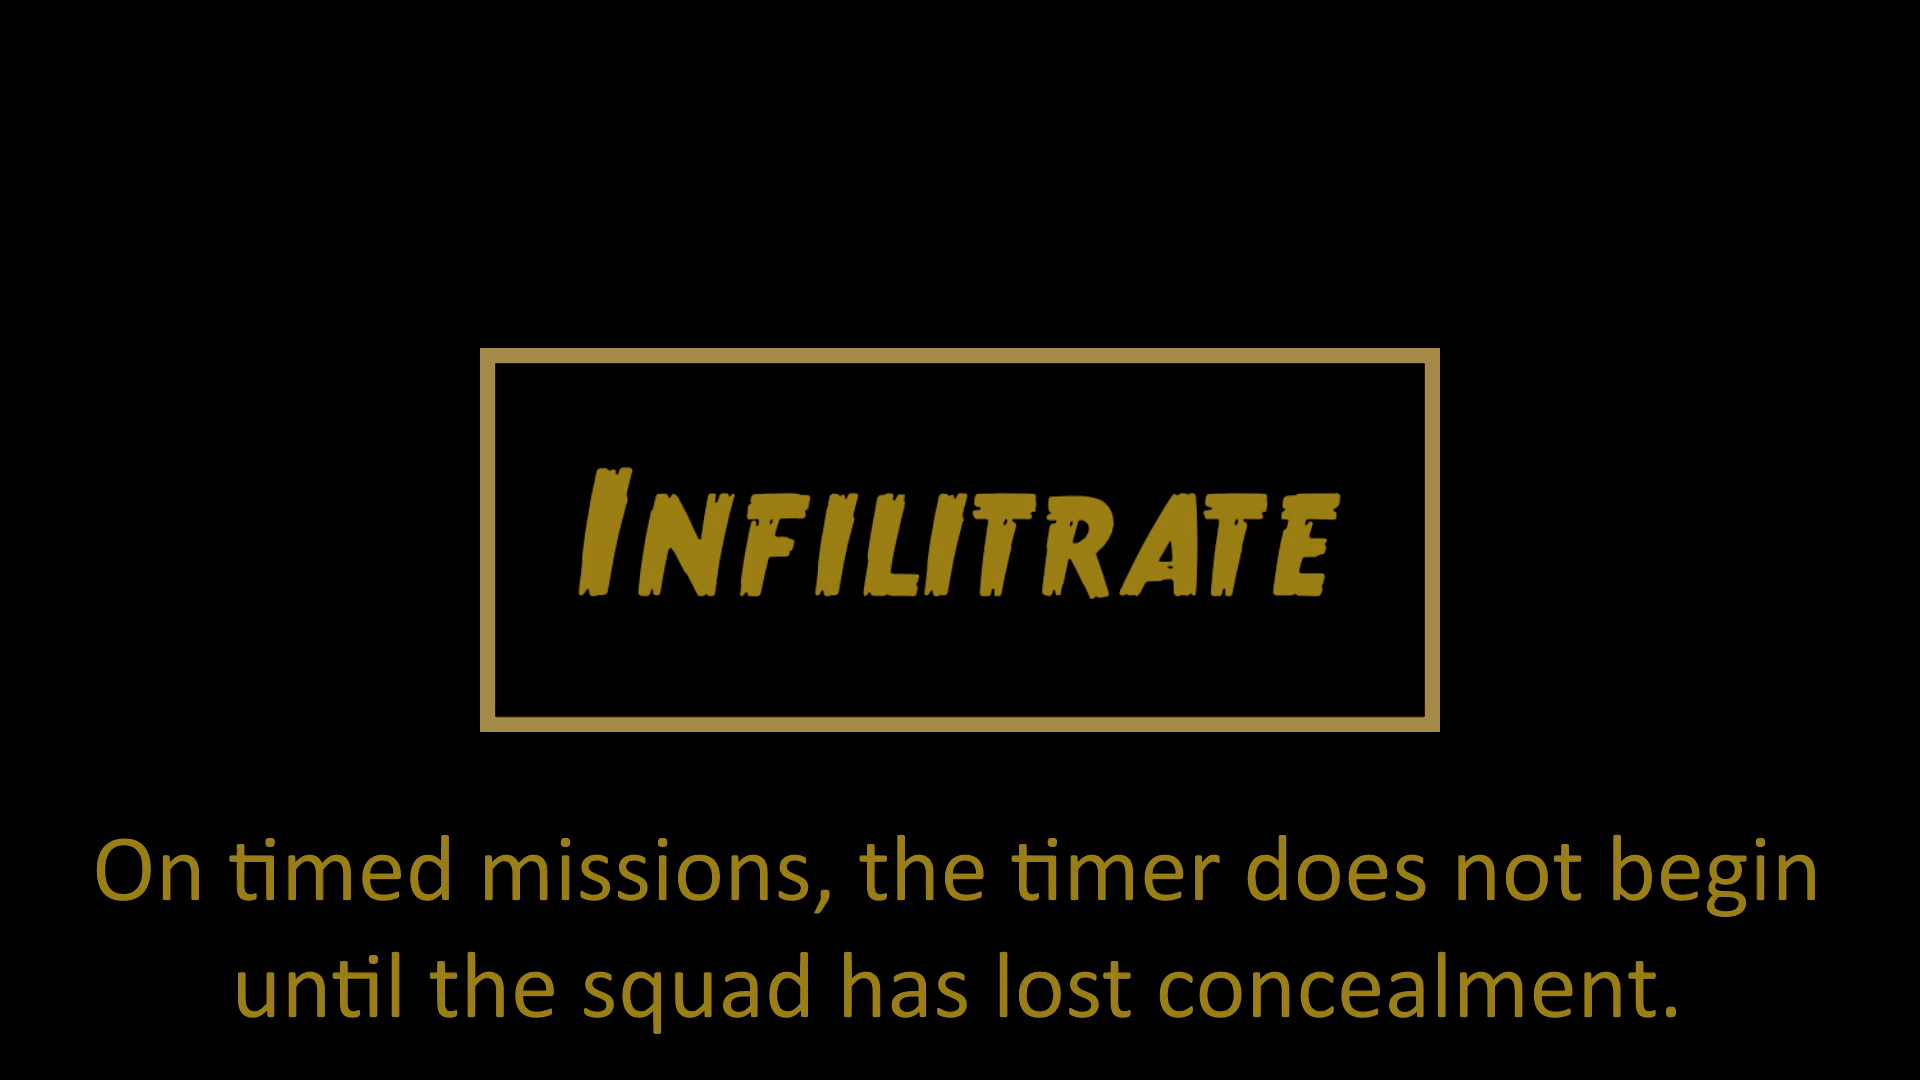 Infilitrate
On timed missions, the timer does not begin
until the squad has lost concealment.